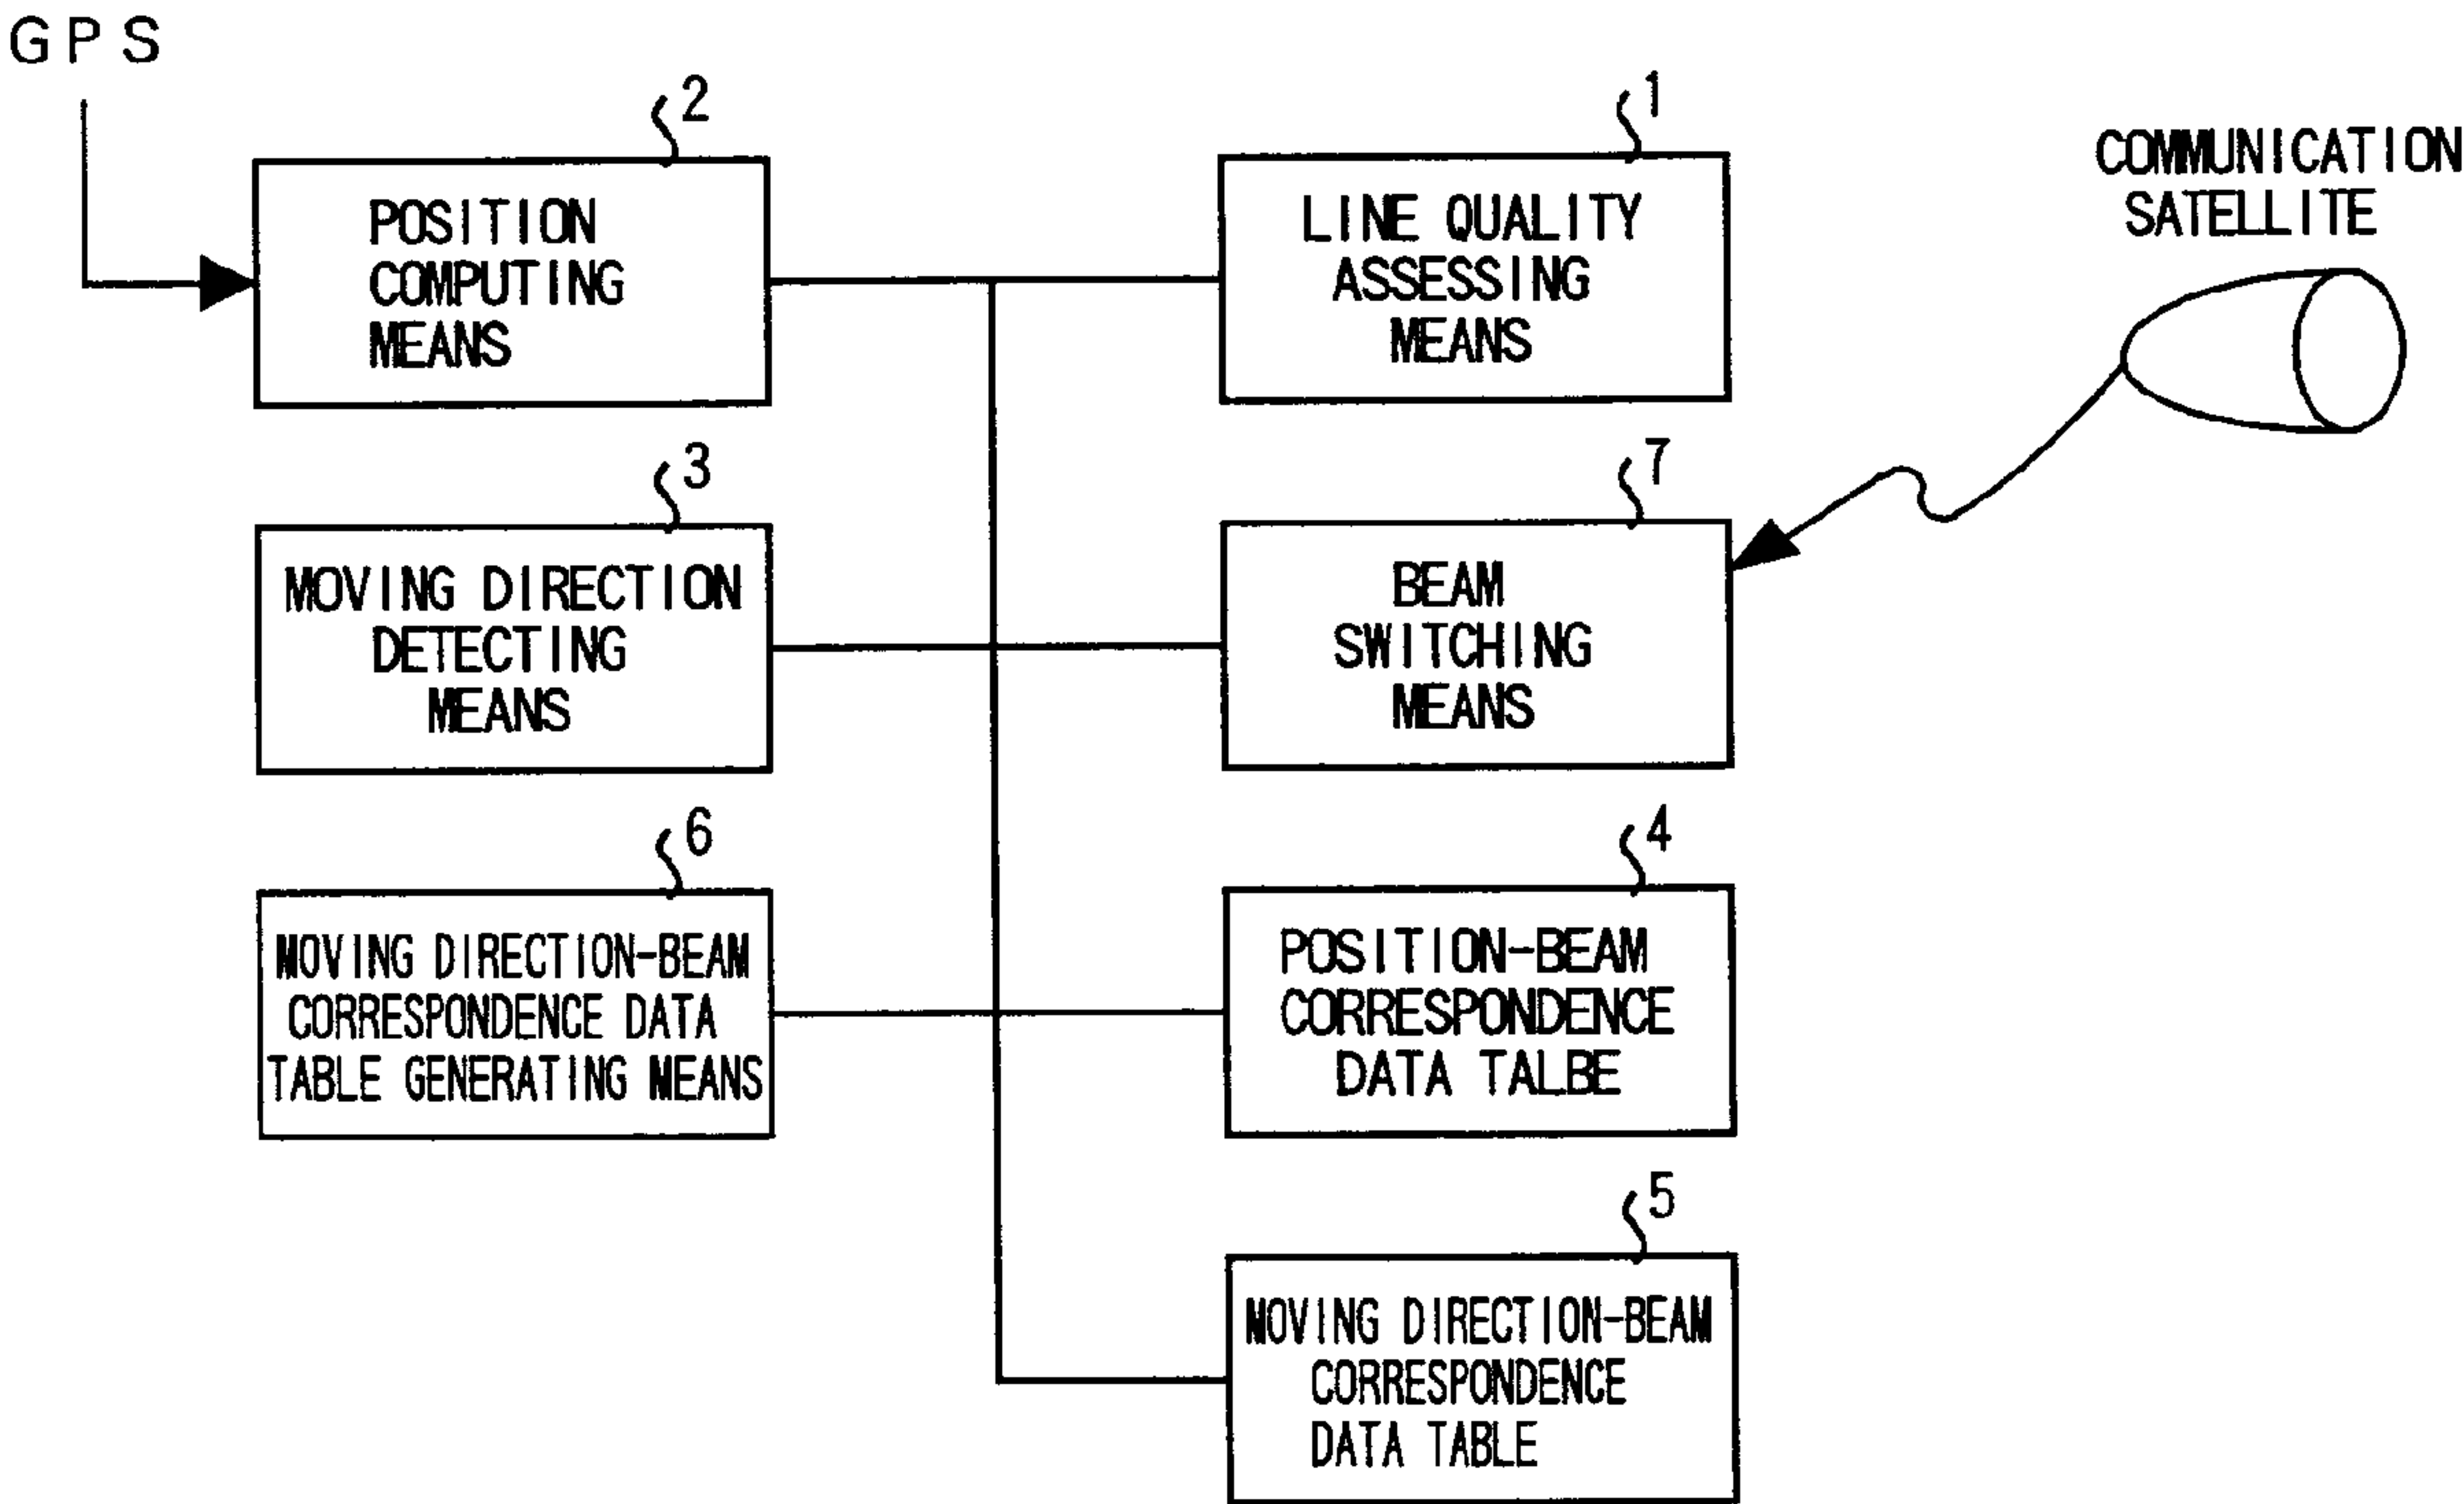 GPS
2
POSITION
COMPUTING
MEANS
1
LINE QUALITY
ASSESSING
MEANS
COMMUNICATION
SATELLITE
3
MOVING DIRECTION
DETECTING
MEANS
7
BEAM
SWITCHING
MEANS
6
MOVING DIRECTION-BEAM
CORRESPONDENCE DATA
TABLE GENERATING MEANS
4
POSITION-BEAM
CORRESPONDENCE
DATA TALBE
5
MOVING DIRECTION-BEAM
CORRESPONDENCE
DATA TABLE